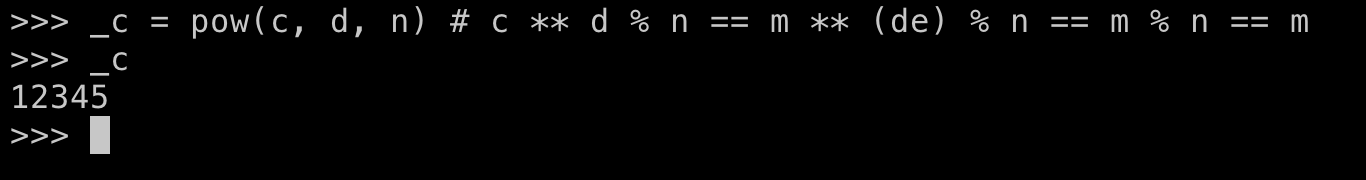 >>> _c = pow(c, d, n) # c ** d % n == m ** (de) % n == m % n == m
>>> _c
12345
>>>